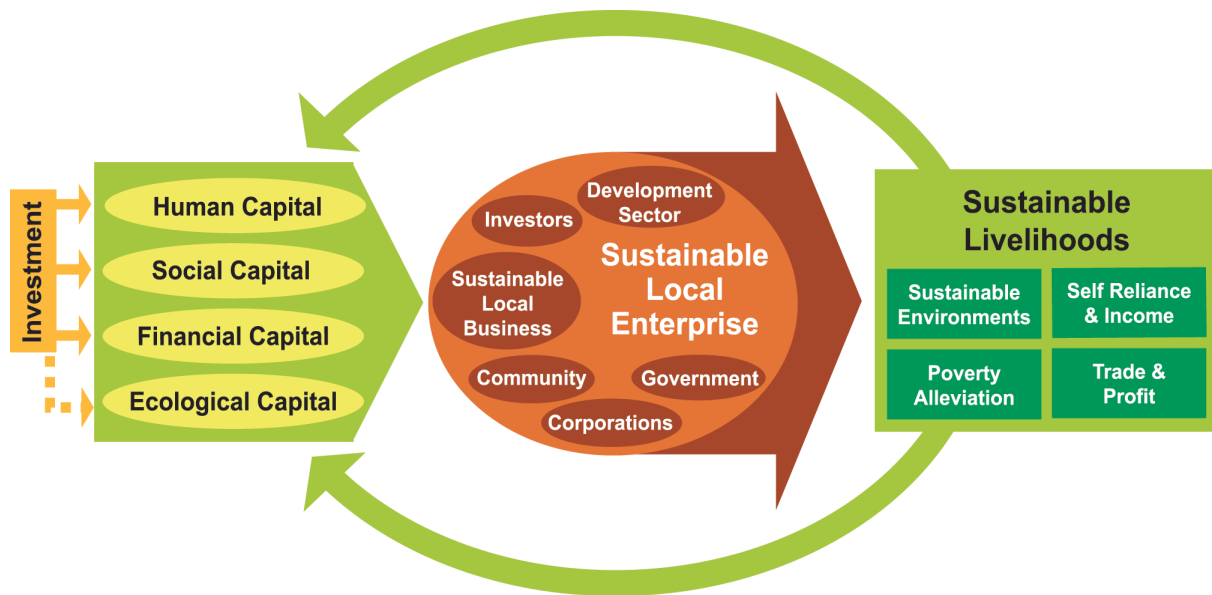 Investment
Human Capital
Social Capital
Financial Capital
Ecological Capital
Development
Sector
Investors
Sustainable
Local
Business
Sustainable
Local
Enterprise
Community
Government
Corporations
Sustainable
Livelihoods
Sustainable
Environments
Self Reliance
& Income
Poverty
Alleviation
Trade &
Profit